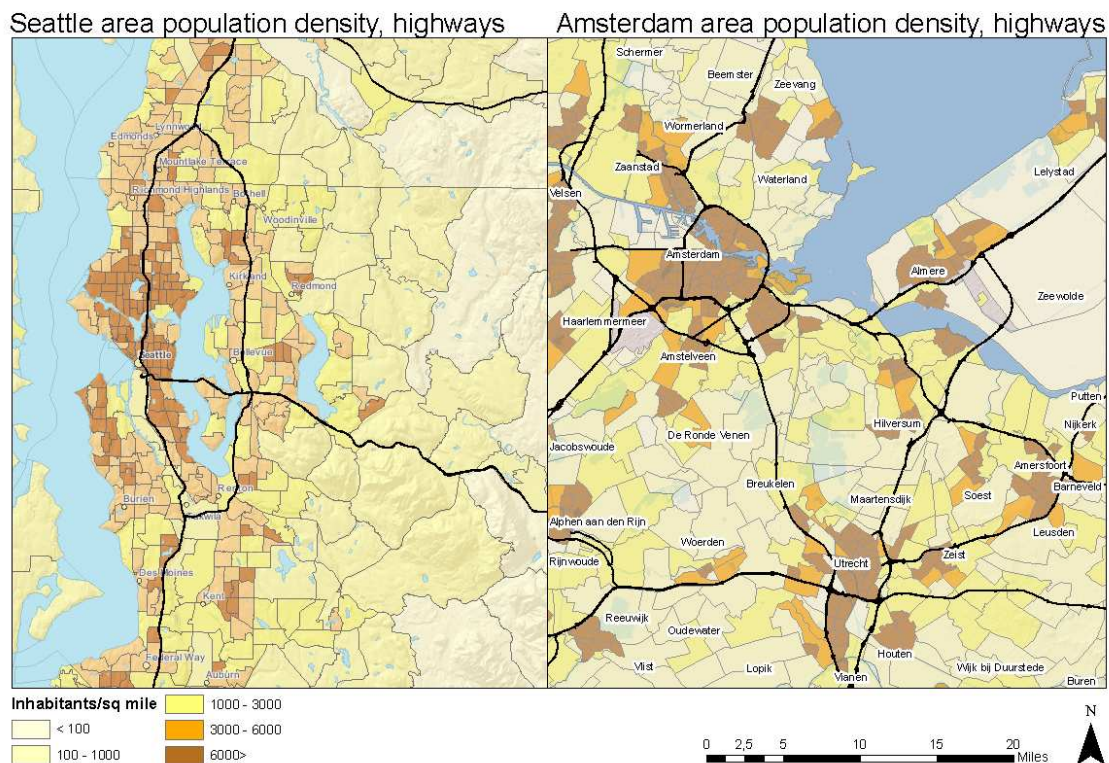 Seattle area population density, highways
Edmonds
Lynnwood
Mountlake Terrace
Richmond Highlands
Bothell
Woodinville
Kirkland
Redmond
Seattle
Bellevue
Burien
Renton
Des Moines
Kent
Federal Way
Auburn
Amsterdam area population density, highways
Schermer
Beemster
Zeevang
Wormerland
Zaanstad
Waterland
Velsen
Lelystad
Amsterdam
Almere
Zeewolde
Haarlemmermeer
Amstelveen
Putten
Nijkerk
De Ronde Venen
Hilversum
Jacobswoude
Amersfoort
Barneveld
Breukelen
Maartensdijk
Soest
Leusden
Alphen aan den Rijn
Woerden
Zeist
Rijnwoude
Utrecht
Reeuwijk
Oudewater
Houten
Vlist
Lopik
Wijk bij Duurstede
Vianen
Buren
Inhabitants/sq mile
< 100
100 - 1000
1000 - 3000
3000 - 6000
6000>
N
0 2,5 5 10 15 20
Miles